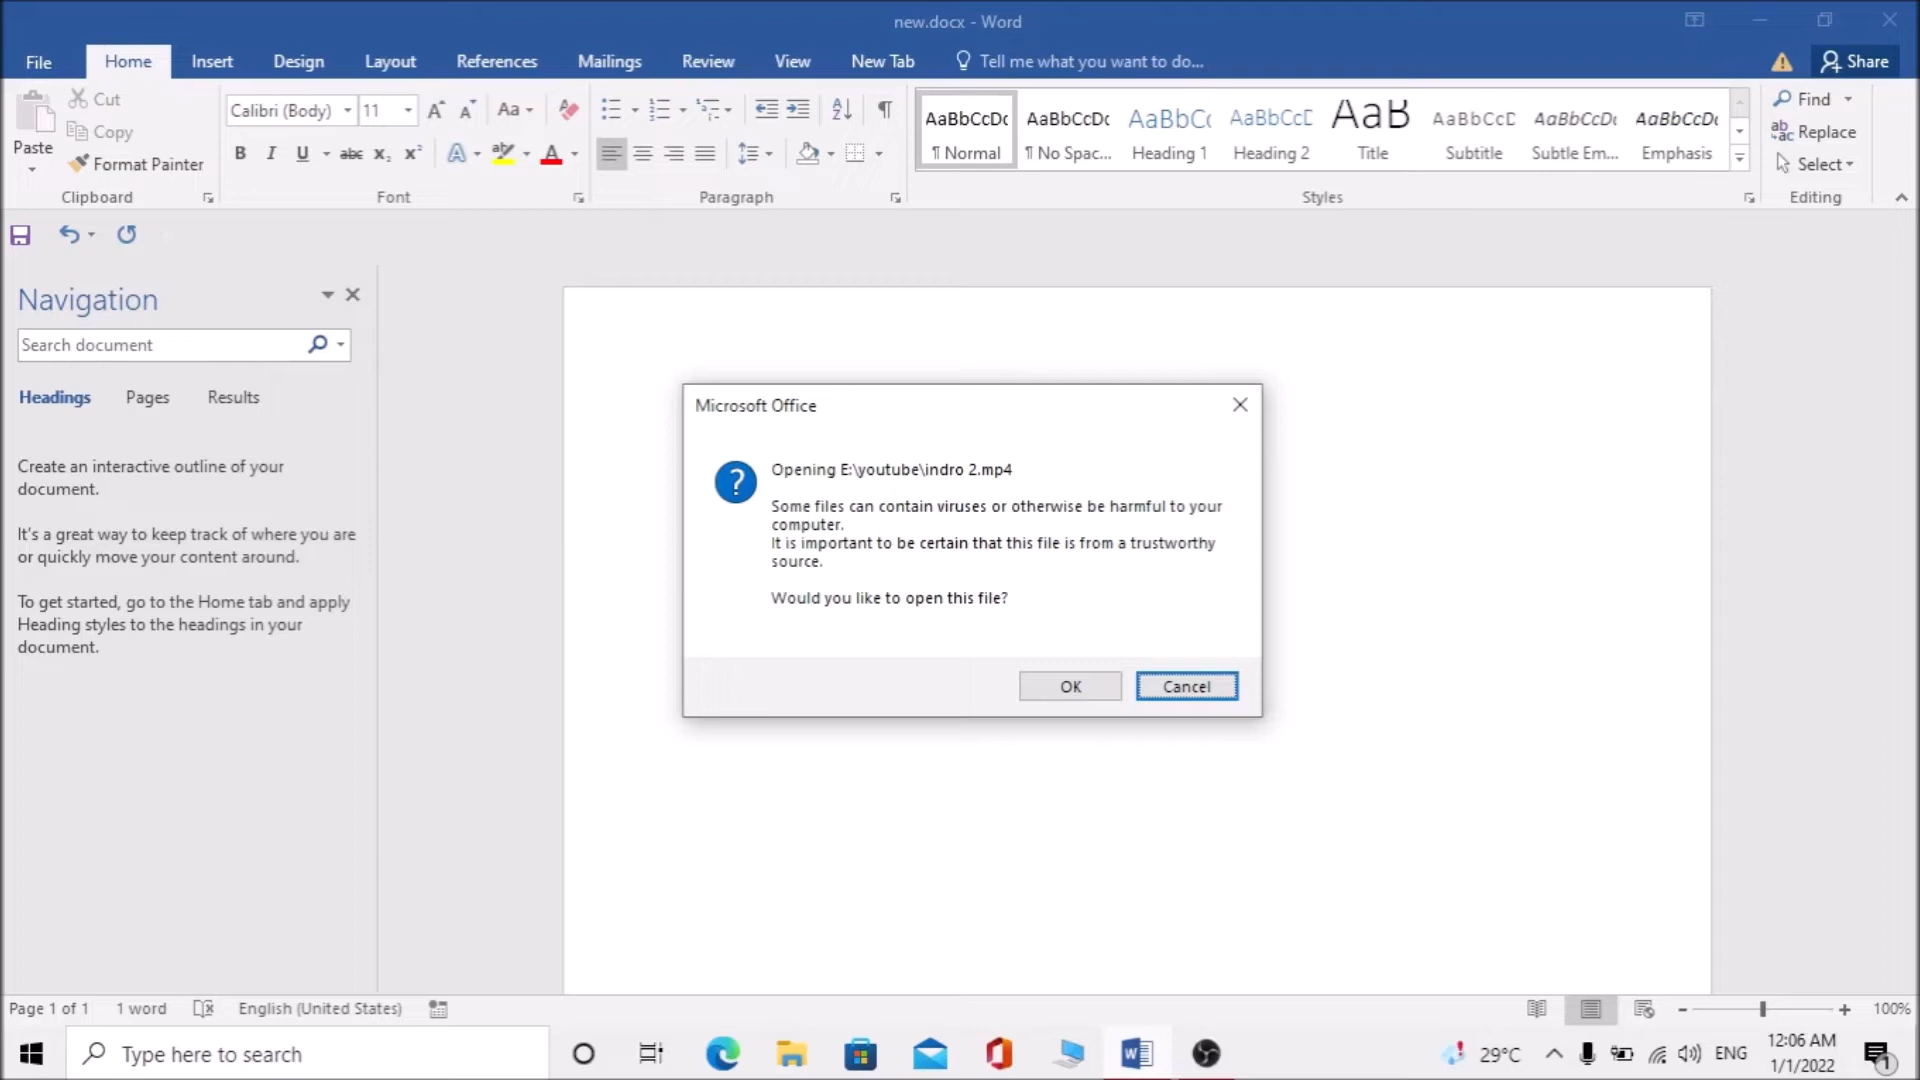 new.docx - Word
File Home Insert Design Layout References Mailings Review View New Tab Tell me what you want to do... Share
Cut
Copy
Format Painter
Paste
Clipboard
Calibri (Body) 11 Aa
B I U abc X₂ X² A ab A
Font
Paragraph
AaBbCcDc AaBbCcDc AaBbCc AaBbCcD AaB AaBbCcD AaBbCcDc AaBbCcDc
¶ Normal ¶ No Spac... Heading 1 Heading 2 Title Subtitle Subtle Em... Emphasis
Styles
Find
Replace
Select
Editing
Navigation
Search document
Headings Pages Results
Create an interactive outline of your
document.
It's a great way to keep track of where you are
or quickly move your content around.
To get started, go to the Home tab and apply
Heading styles to the headings in your
document.
Microsoft Office
Opening E:\youtube\indro 2.mp4
Some files can contain viruses or otherwise be harmful to your
computer.
It is important to be certain that this file is from a trustworthy
source.
Would you like to open this file?
OK Cancel
Page 1 of 1 1 word English (United States) 100%
Type here to search
29°C ENG
12:06 AM
1/1/2022
1